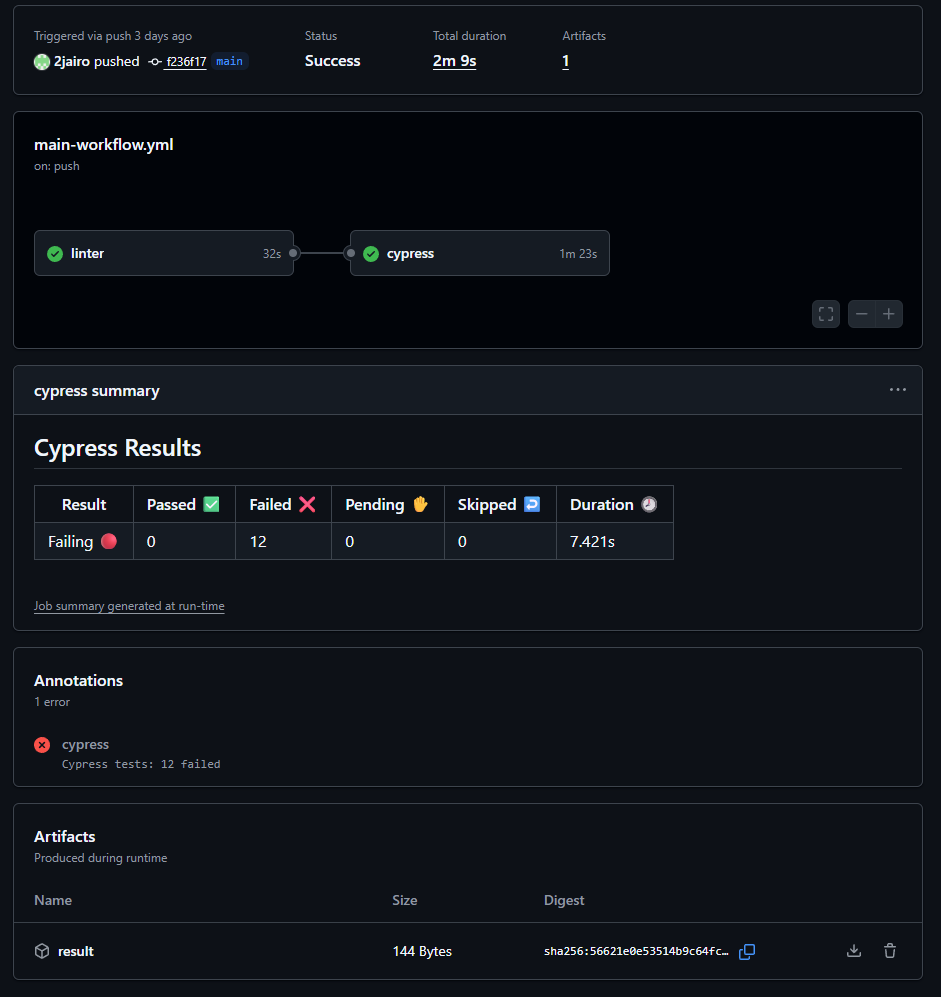 Triggered via push 3 days ago
2jairo pushed f236f17 main
Status
Success
Total duration
2m 9s
Artifacts
1
main-workflow.yml
on: push
linter 32s
cypress 1m 23s
cypress summary
Cypress Results
Result Passed ✅ Failed ❌ Pending ✋ Skipped ↩️ Duration 🕗
Failing 🔴 0 12 0 0 7.421s
Job summary generated at run-time
Annotations
1 error
cypress
Cypress tests: 12 failed
Artifacts
Produced during runtime
Name Size Digest
result 144 Bytes sha256:56621e0e53514b9c64fc…